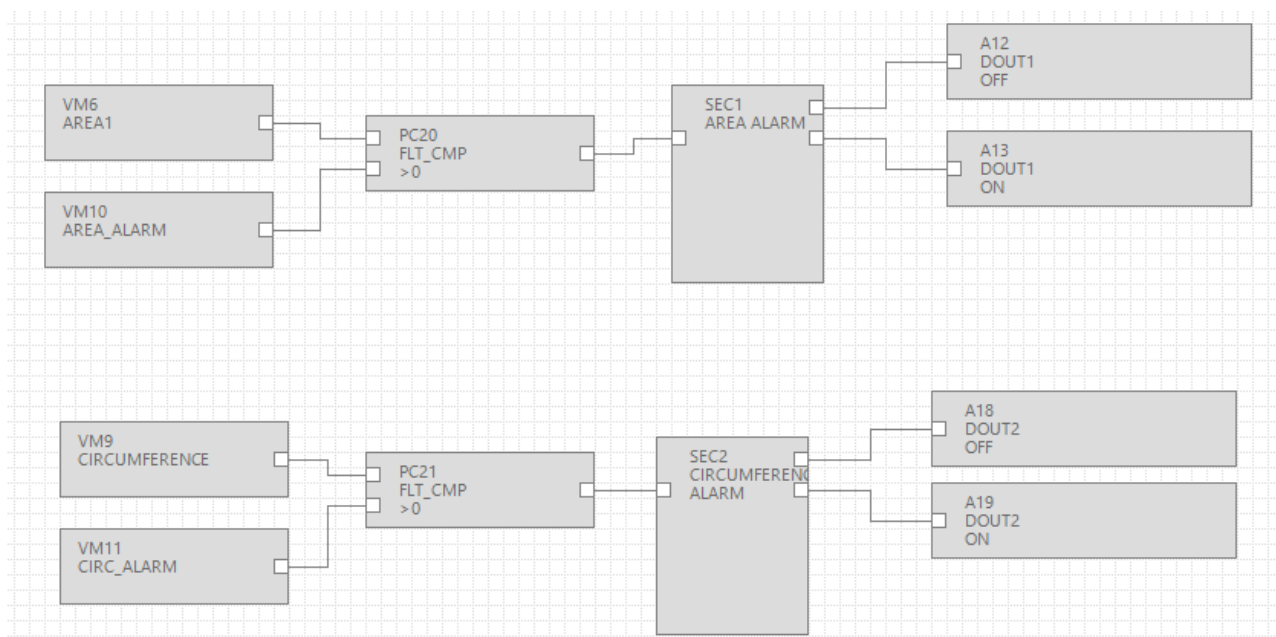 VM6
AREA1
VM10
AREA_ALARM
PC20
FLT_CMP
>0
SEC1
AREA ALARM
A12
DOUT1
OFF
A13
DOUT1
ON
VM9
CIRCUMFERENCE
VM11
CIRC_ALARM
PC21
FLT_CMP
>0
SEC2
CIRCUMFERENC
ALARM
A18
DOUT2
OFF
A19
DOUT2
ON